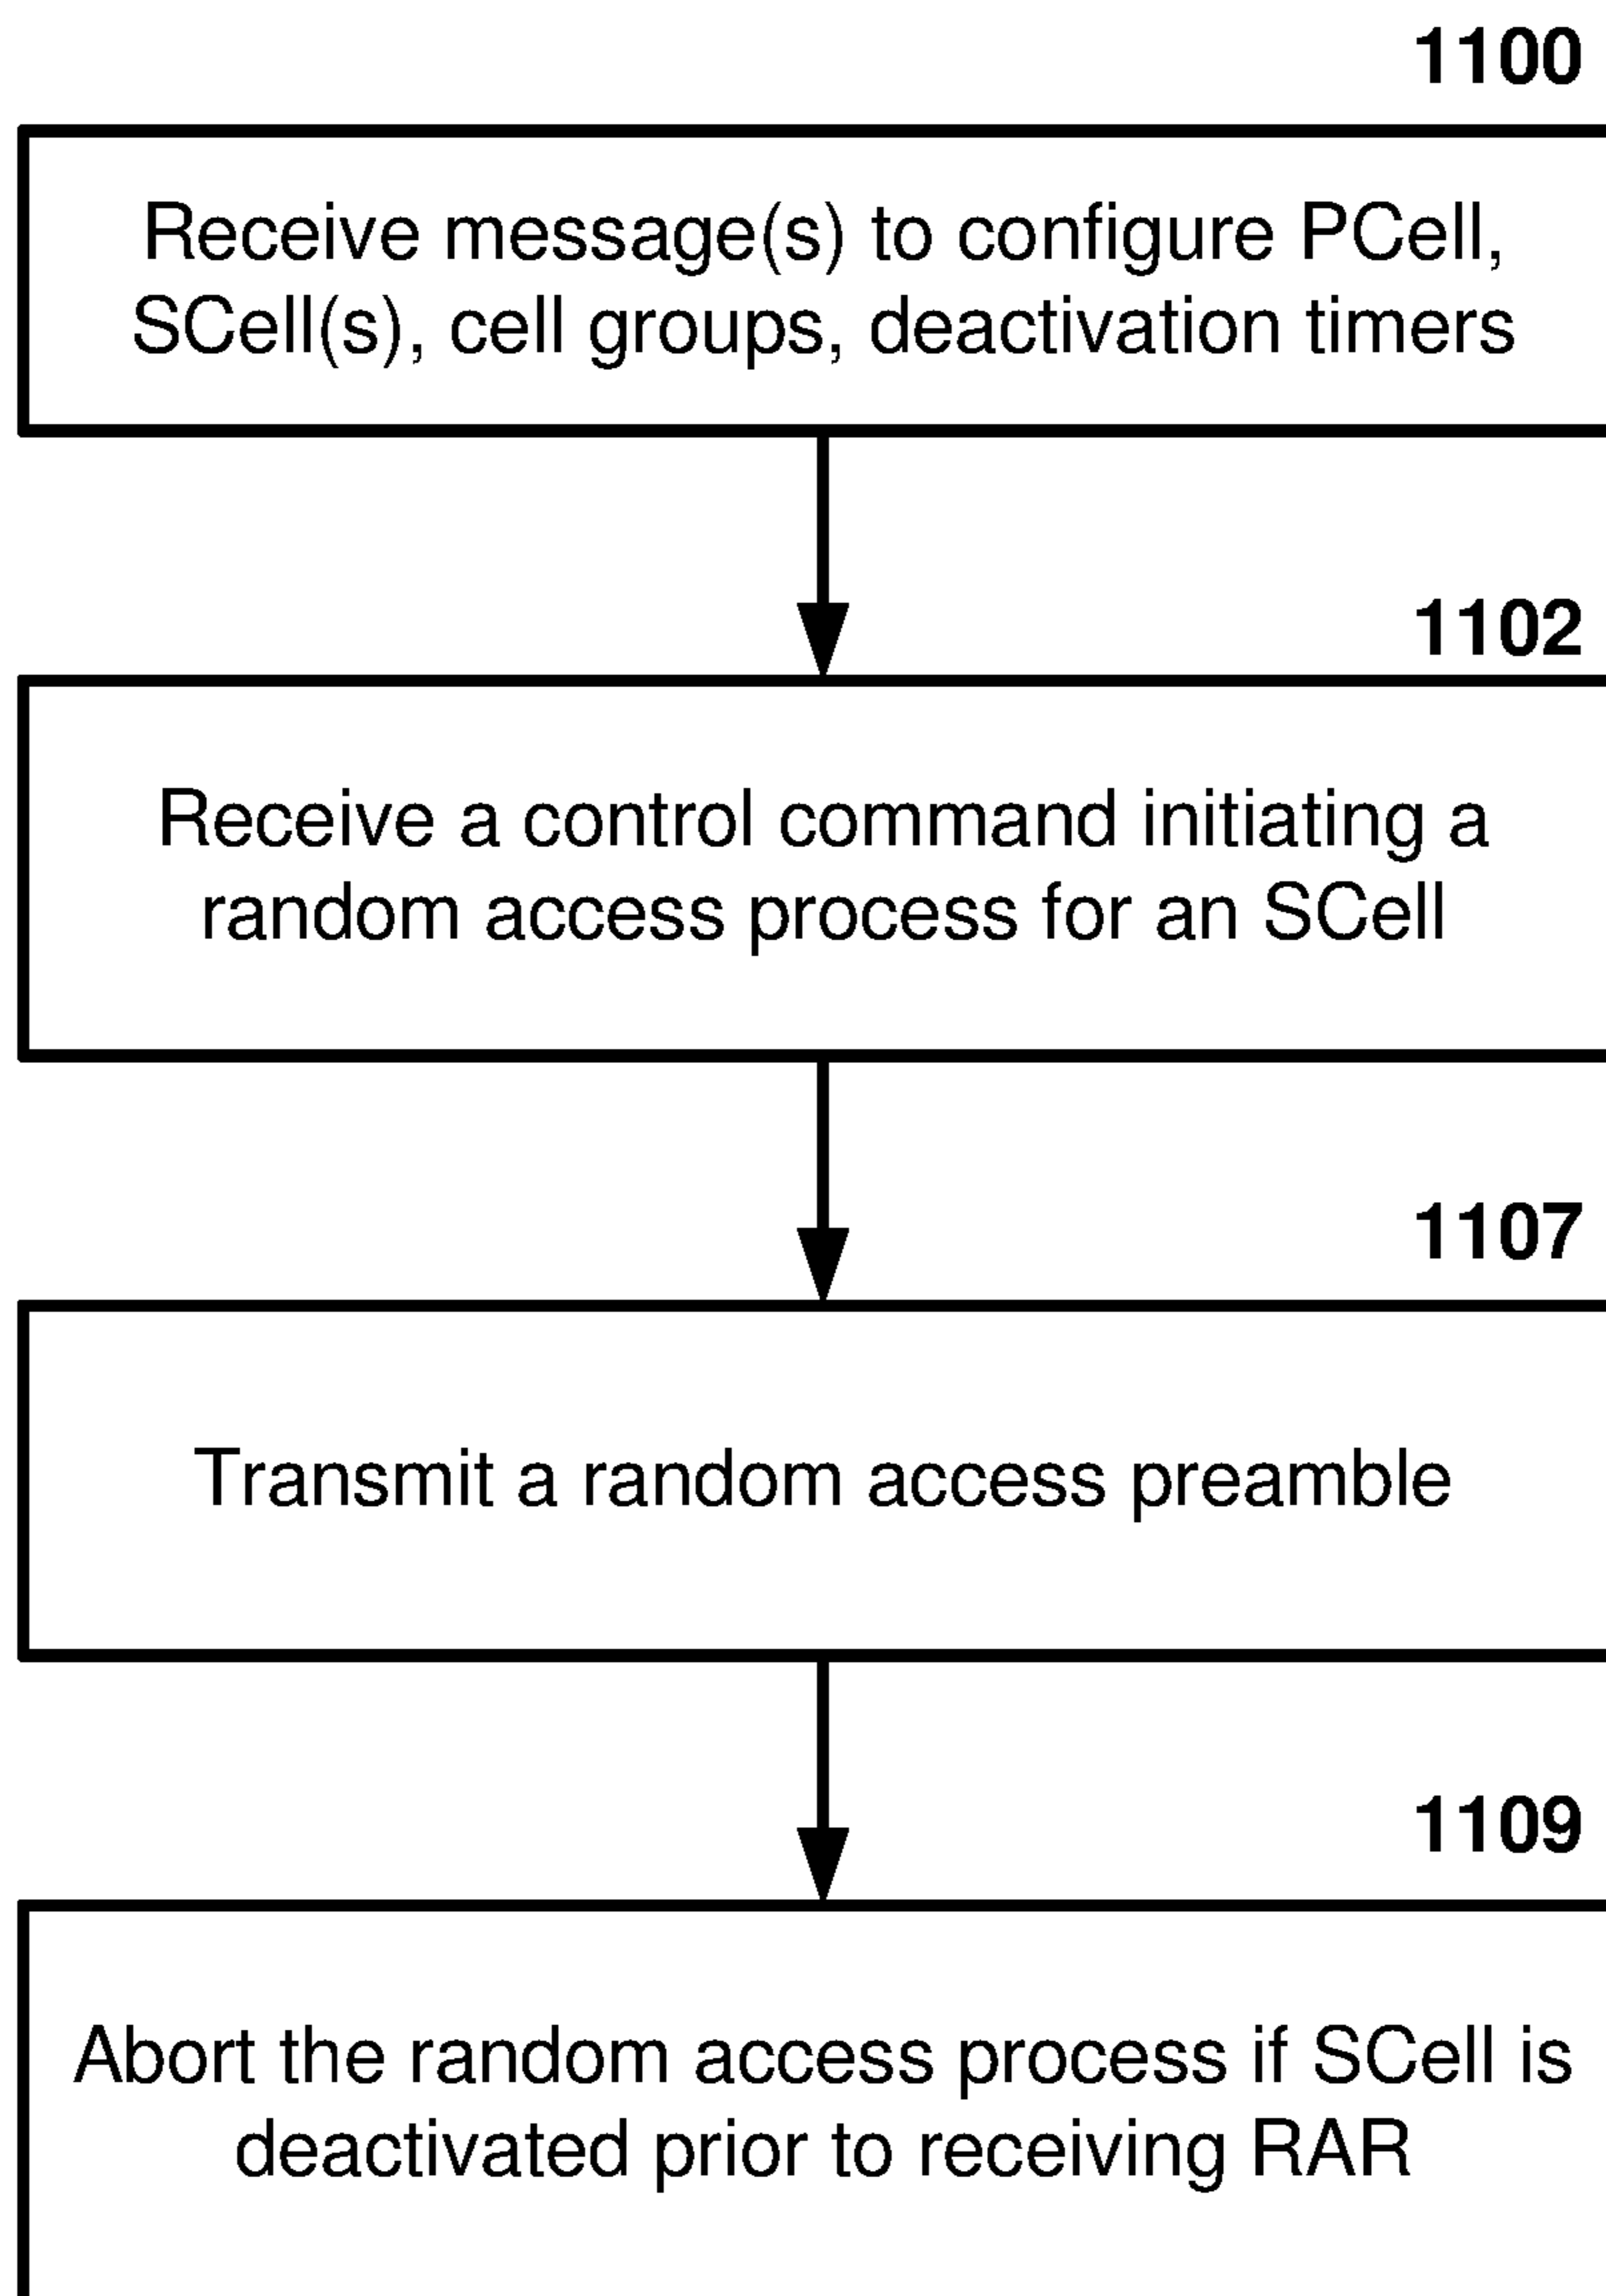 1100
Receive message(s) to configure PCell,
SCell(s), cell groups, deactivation timers
1102
Receive a control command initiating a
random access process for an SCell
1107
Transmit a random access preamble
1109
Abort the random access process if SCell is
deactivated prior to receiving RAR